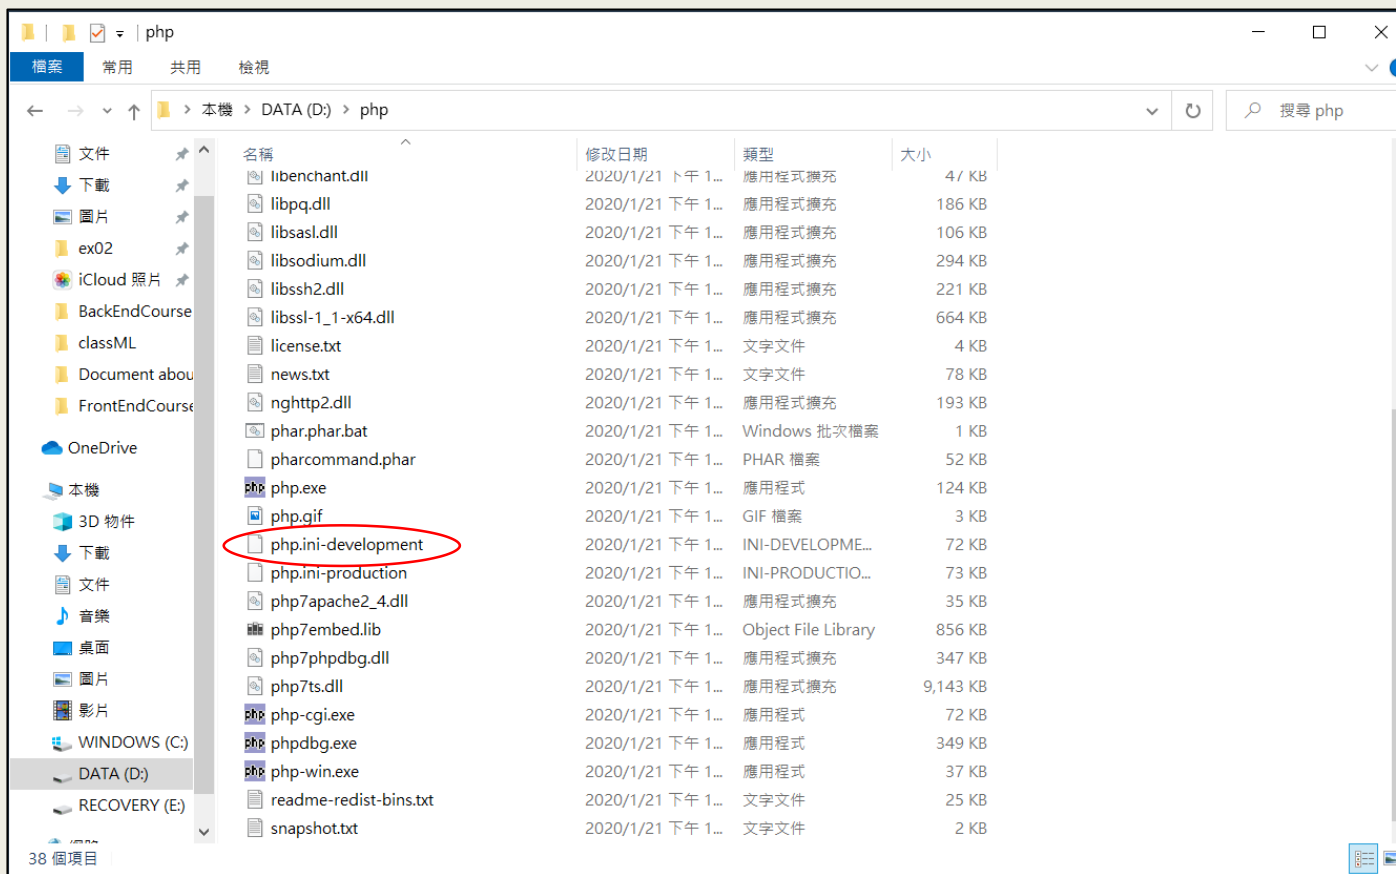 php
檔案 常用 共用 檢視
本機 > DATA (D:) > php 搜尋 php
名稱 修改日期 類型 大小
libenchant.dll 2020/1/21 下午 1... 應用程式擴充 47 KB
libpq.dll 2020/1/21 下午 1... 應用程式擴充 186 KB
libsasl.dll 2020/1/21 下午 1... 應用程式擴充 106 KB
libsodium.dll 2020/1/21 下午 1... 應用程式擴充 294 KB
libssh2.dll 2020/1/21 下午 1... 應用程式擴充 221 KB
libssl-1_1-x64.dll 2020/1/21 下午 1... 應用程式擴充 664 KB
license.txt 2020/1/21 下午 1... 文字文件 4 KB
news.txt 2020/1/21 下午 1... 文字文件 78 KB
nghttp2.dll 2020/1/21 下午 1... 應用程式擴充 193 KB
phar.phar.bat 2020/1/21 下午 1... Windows 批次檔案 1 KB
pharcommand.phar 2020/1/21 下午 1... PHAR 檔案 52 KB
php.exe 2020/1/21 下午 1... 應用程式 124 KB
php.gif 2020/1/21 下午 1... GIF 檔案 3 KB
php.ini-development 2020/1/21 下午 1... INI-DEVELOPME... 72 KB
php.ini-production 2020/1/21 下午 1... INI-PRODUCTIO... 73 KB
php7apache2_4.dll 2020/1/21 下午 1... 應用程式擴充 35 KB
php7embed.lib 2020/1/21 下午 1... Object File Library 856 KB
php7phpdbg.dll 2020/1/21 下午 1... 應用程式擴充 347 KB
php7ts.dll 2020/1/21 下午 1... 應用程式擴充 9,143 KB
php-cgi.exe 2020/1/21 下午 1... 應用程式 72 KB
phpdbg.exe 2020/1/21 下午 1... 應用程式 349 KB
php-win.exe 2020/1/21 下午 1... 應用程式 37 KB
readme-redist-bins.txt 2020/1/21 下午 1... 文字文件 25 KB
snapshot.txt 2020/1/21 下午 1... 文字文件 2 KB
文件
下載
圖片
ex02
iCloud 照片
BackEndCourse
classML
Document abou
FrontEndCourse
OneDrive
本機
3D 物件
下載
文件
音樂
桌面
圖片
影片
WINDOWS (C:)
DATA (D:)
RECOVERY (E:)
38 個項目